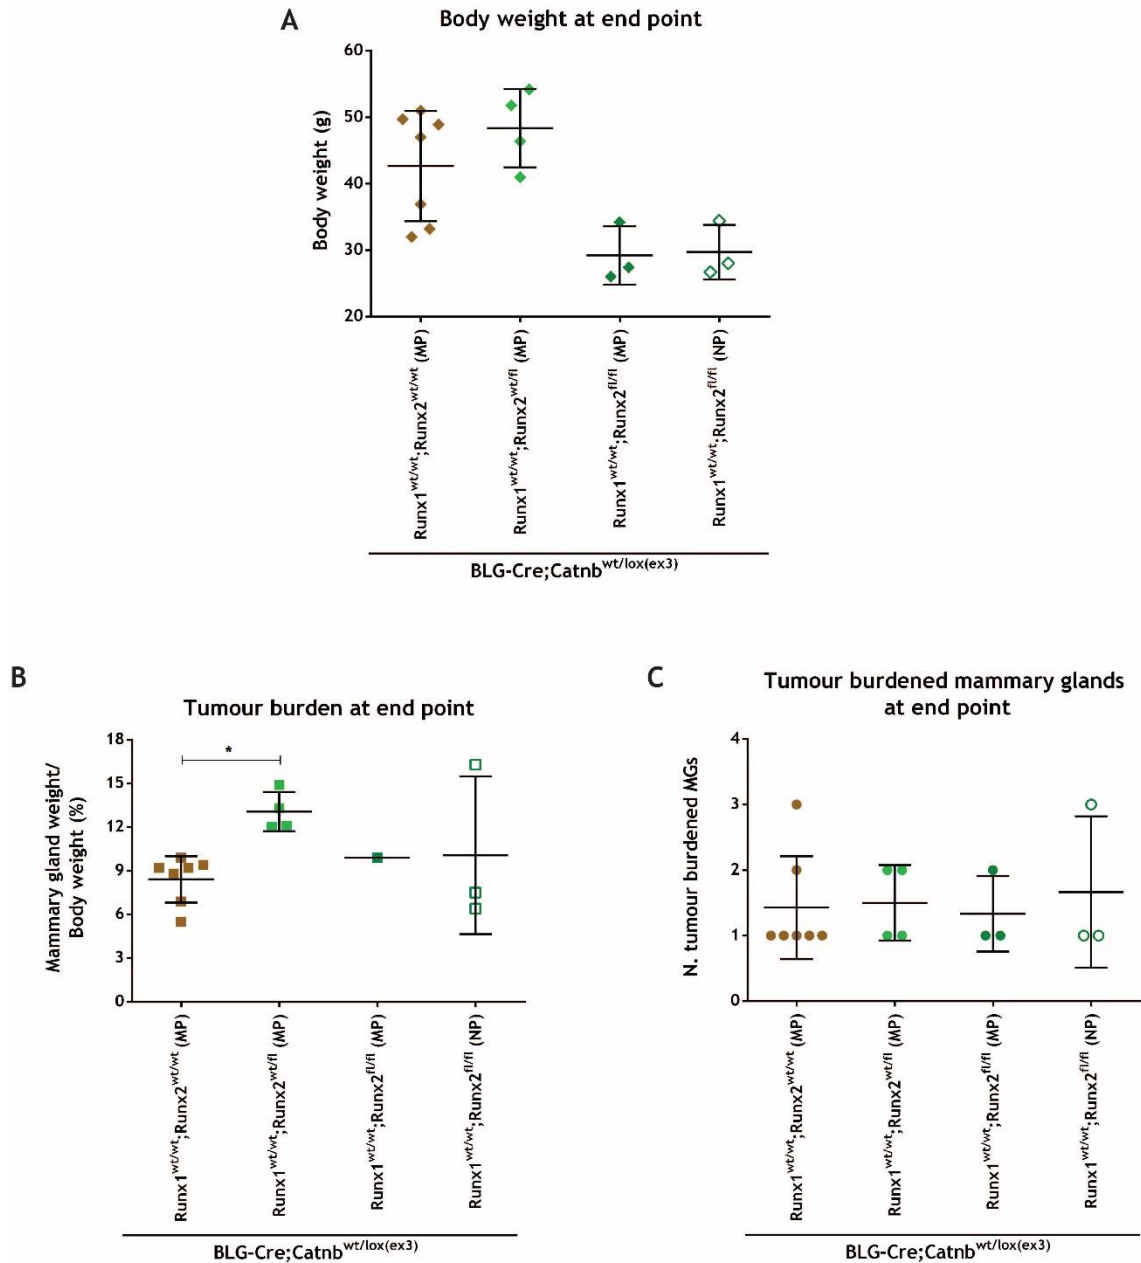 A
Body weight at end point
60
50
40
30
20
Body weight (g)
Runx1wt/wt;Runx2wt/wt (MP)
Runx1wt/wt;Runx2wt/fl (MP)
Runx1wt/wt;Runx2fl/fl (MP)
Runx1wt/wt;Runx2fl/fl (NP)
BLG-Cre;Catnbwt/lox(ex3)
B
Tumour burden at end point
18
15
12
9
6
3
0
Mammary gland weight/
Body weight (%)
*
Runx1wt/wt;Runx2wt/wt (MP)
Runx1wt/wt;Runx2wt/fl (MP)
Runx1wt/wt;Runx2fl/fl (MP)
Runx1wt/wt;Runx2fl/fl (NP)
BLG-Cre;Catnbwt/lox(ex3)
C
Tumour burdened mammary glands
at end point
4
3
2
1
0
N. tumour burdened MGs
Runx1wt/wt;Runx2wt/wt (MP)
Runx1wt/wt;Runx2wt/fl (MP)
Runx1wt/wt;Runx2fl/fl (MP)
Runx1wt/wt;Runx2fl/fl (NP)
BLG-Cre;Catnbwt/lox(ex3)